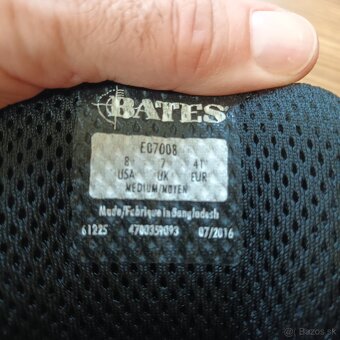 BATES
E07008
8 7 41
USA UK EUR
MEDIUM/MOYEN
Made/Fabrique in Bangladesh
61225 4700359093 07/2016
© Bazos.sk